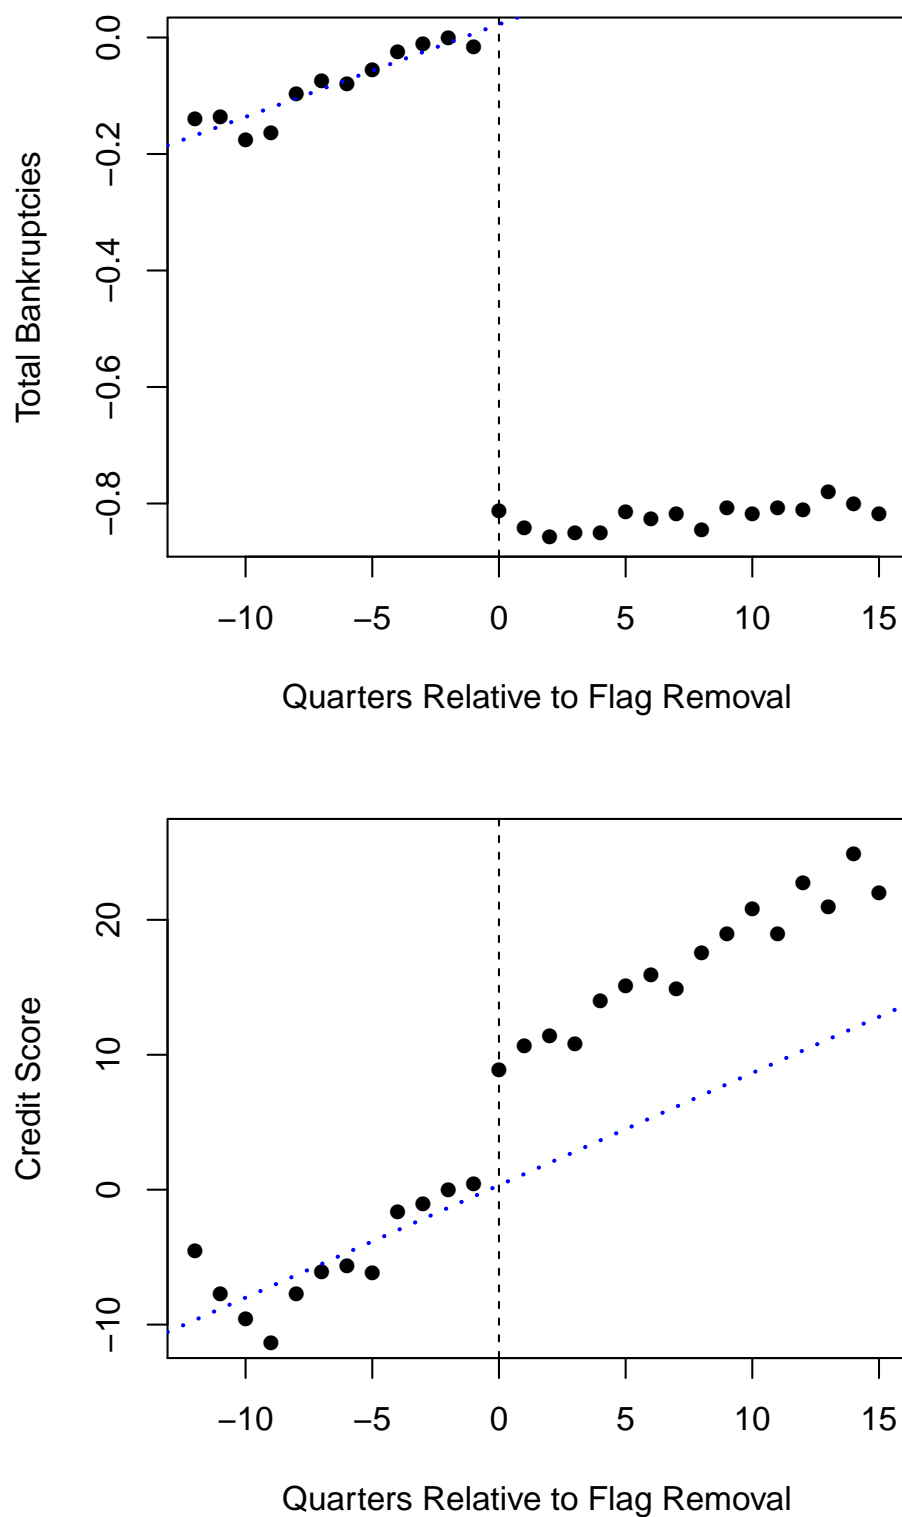 Total Bankruptcies
0.0
−0.2
−0.4
−0.6
−0.8
−10 −5 0 5 10 15
Quarters Relative to Flag Removal
Credit Score
20
10
0
−10
−10 −5 0 5 10 15
Quarters Relative to Flag Removal